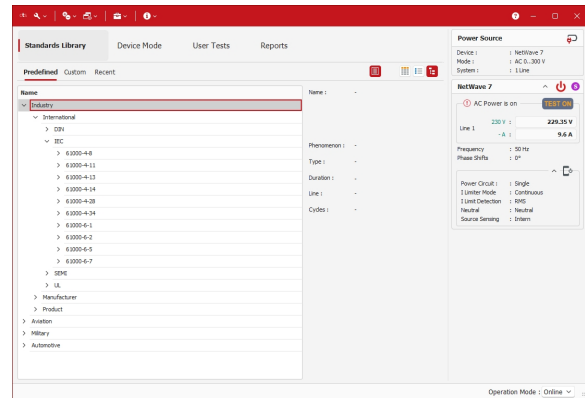 Standards Library
Device Mode
User Tests
Reports
Predefined
Custom
Recent
Name
Industry
International
DIN
IEC
61000-4-8
61000-4-11
61000-4-13
61000-4-14
61000-4-28
61000-4-34
61000-6-1
61000-6-2
61000-6-5
61000-6-7
SEMI
UL
Manufacturer
Product
Aviation
Military
Automotive
Name : -
Phenomenon : -
Type : -
Duration : -
Line : -
Cycles : -
Power Source
Device : : NetWave 7
Mode : : AC 0...300 V
System : : 1 Line
NetWave 7
AC Power is on
TEST ON
Line 1
230 V : 229.35 V
- A : 9.6 A
Frequency : 50 Hz
Phase Shifts : 0°
Power Circuit : : Single
I Limiter Mode : Continuous
I Limit Detection : RMS
Neutral : Neutral
Source Sensing : Intern
Operation Mode : Online